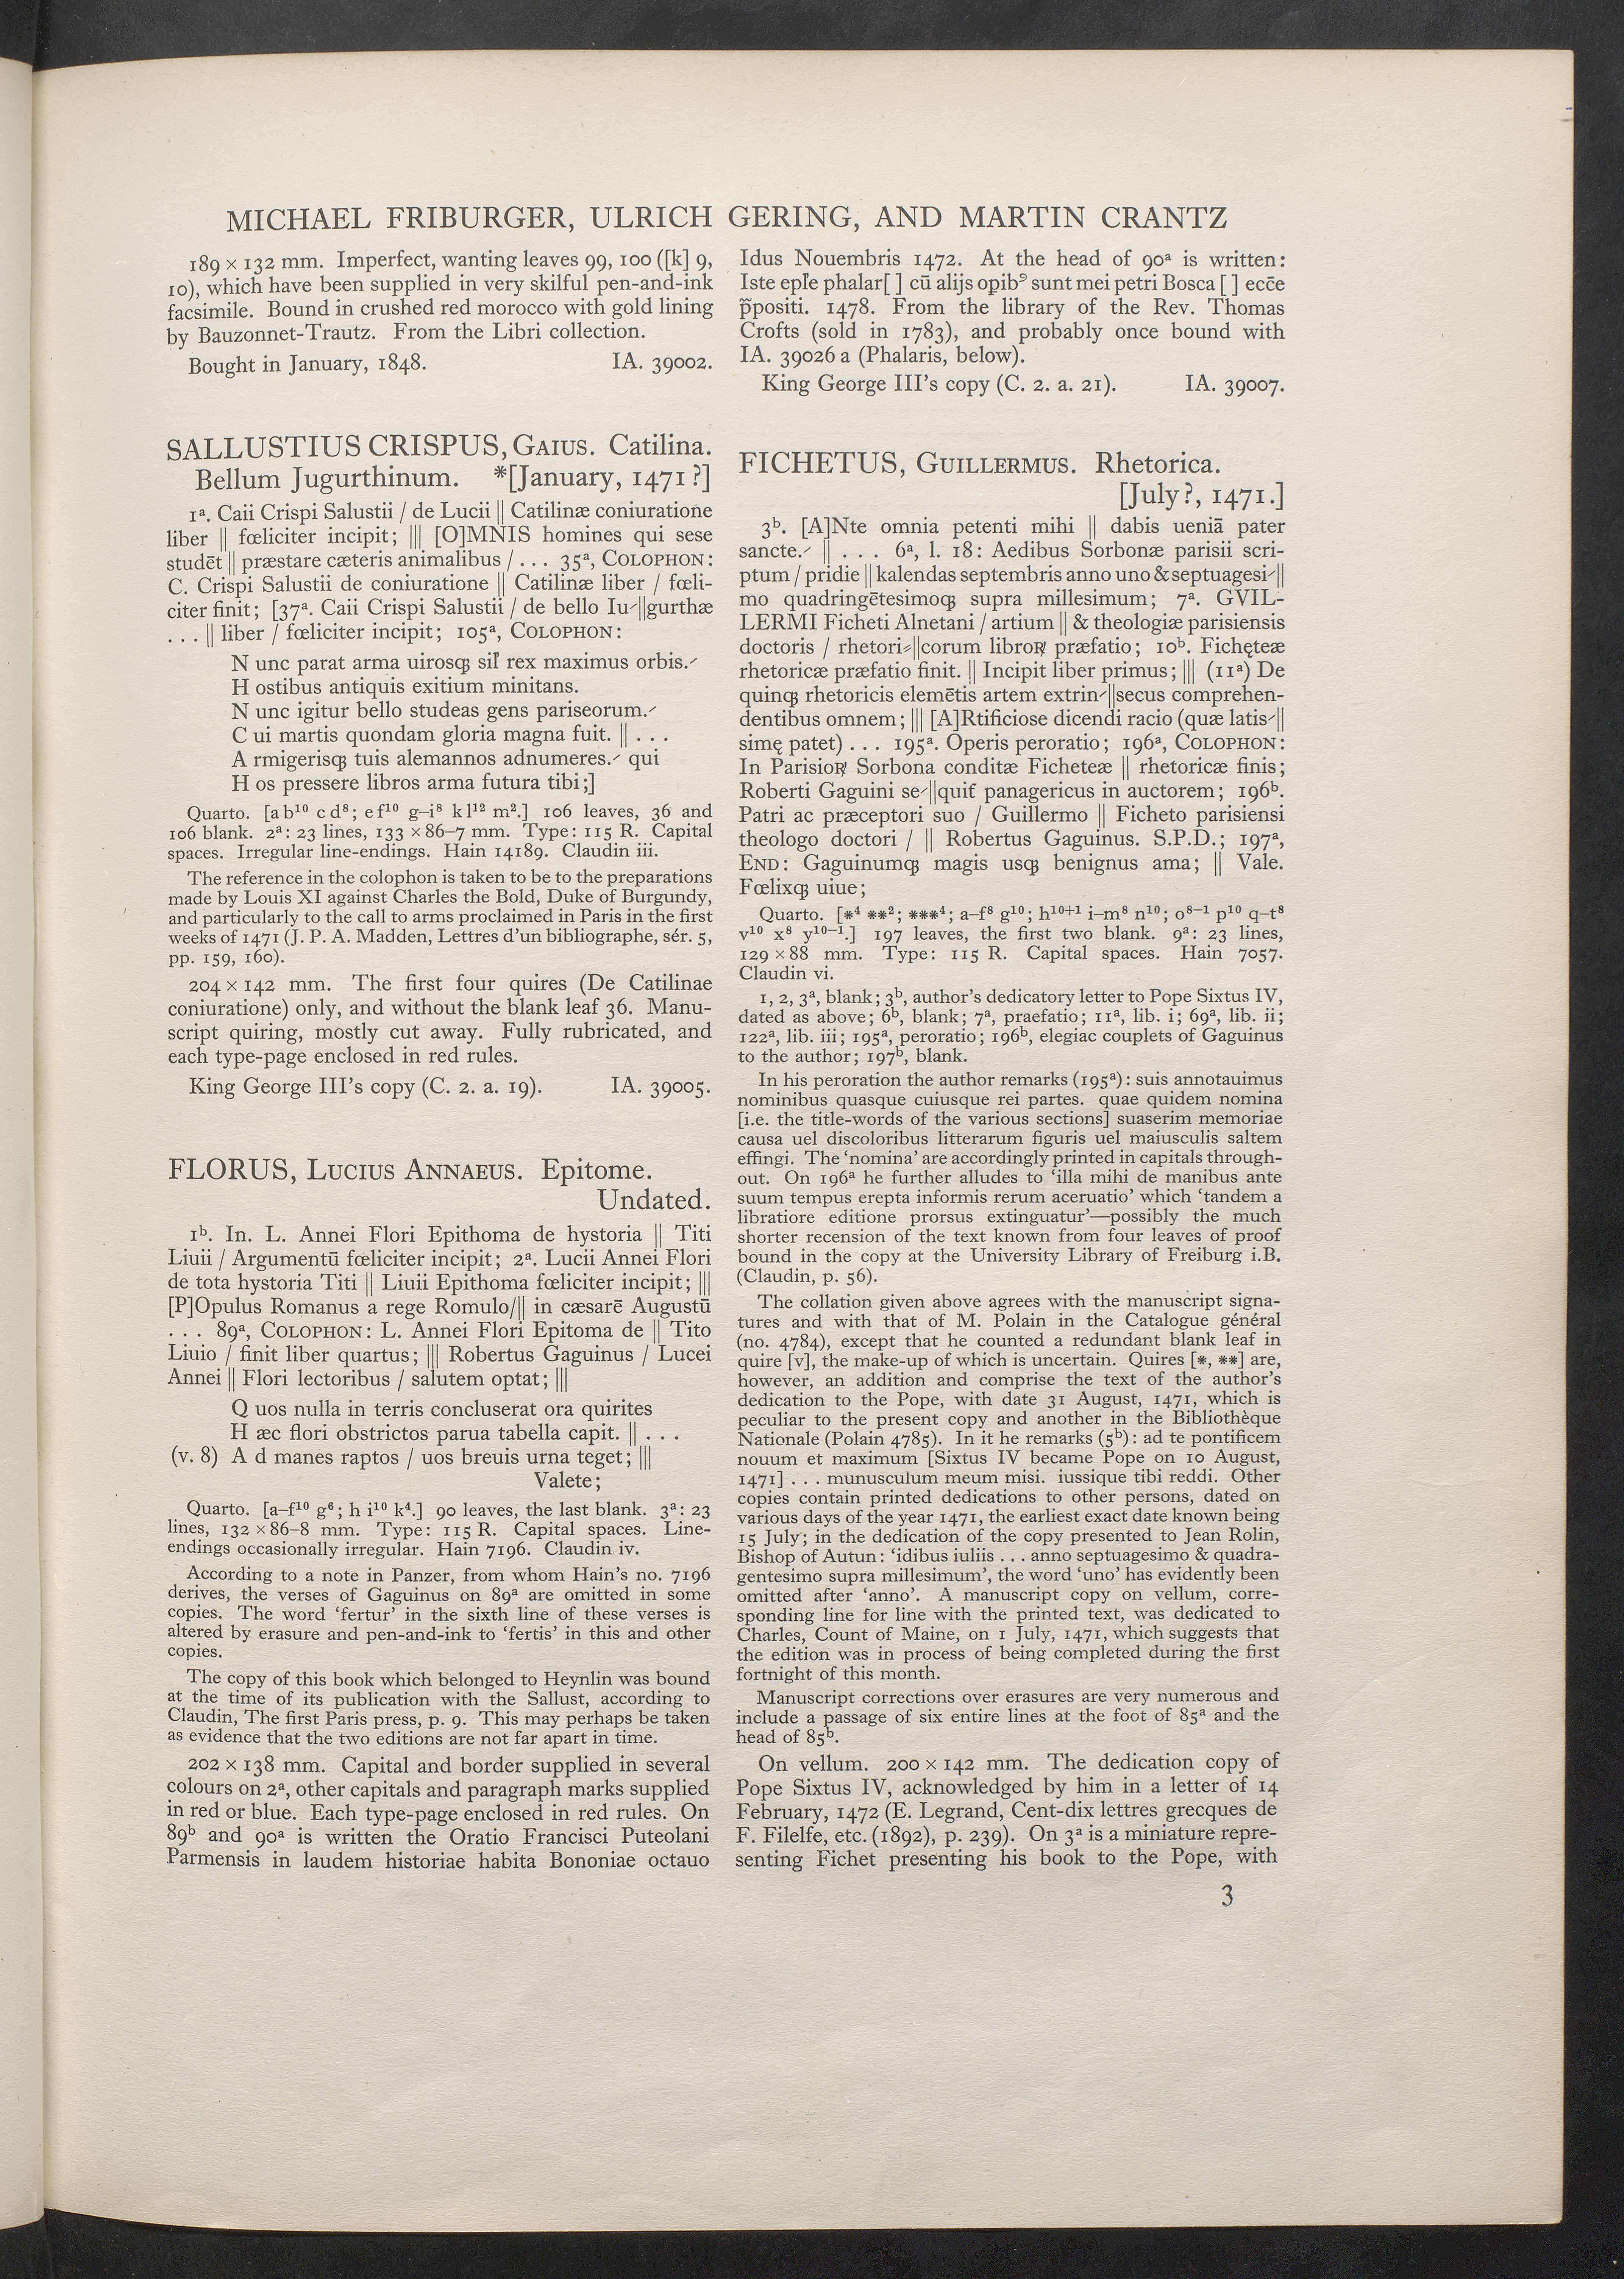 MICHAEL FRIBURGER, ULRICH GERING, AND MARTIN CRANTZ
189 × 132 mm. Imperfect, wanting leaves 99, 100 ([k] 9,
10), which have been supplied in very skilful pen-and-ink
facsimile. Bound in crushed red morocco with gold lining
by Bauzonnet-Trautz. From the Libri collection.
Bought in January, 1848. IA. 39002.
SALLUSTIUS CRISPUS, GAIUS. Catilina.
Bellum Jugurthinum. *[January, 1471?]
1ᵃ. Caii Crispi Salustii / de Lucii || Catilinæ coniuratione
liber || fœliciter incipit; ||| [O]MNIS homines qui sese
studēt || præstare cæteris animalibus / . . . 35ᵃ, COLOPHON:
C. Crispi Salustii de coniuratione || Catilinæ liber / fœli-
citer finit; [37ᵃ. Caii Crispi Salustii / de bello Iu⸝||gurthæ
. . . || liber / fœliciter incipit; 105ᵃ, COLOPHON:
N unc parat arma uirosqꝫ siƚ rex maximus orbis.⸝
H ostibus antiquis exitium minitans.
N unc igitur bello studeas gens pariseorum.⸝
C ui martis quondam gloria magna fuit. || . . .
A rmigerisqꝫ tuis alemannos adnumeres.⸝ qui
H os pressere libros arma futura tibi;]
Quarto. [a b¹⁰ c d⁸; e f¹⁰ g–i⁸ k l¹² m².] 106 leaves, 36 and
106 blank. 2ᵃ: 23 lines, 133 × 86–7 mm. Type: 115 R. Capital
spaces. Irregular line-endings. Hain 14189. Claudin iii.
The reference in the colophon is taken to be to the preparations
made by Louis XI against Charles the Bold, Duke of Burgundy,
and particularly to the call to arms proclaimed in Paris in the first
weeks of 1471 (J. P. A. Madden, Lettres d'un bibliographe, sér. 5,
pp. 159, 160).
204 × 142 mm. The first four quires (De Catilinae
coniuratione) only, and without the blank leaf 36. Manu-
script quiring, mostly cut away. Fully rubricated, and
each type-page enclosed in red rules.
King George III's copy (C. 2. a. 19). IA. 39005.
FLORUS, LUCIUS ANNAEUS. Epitome.
Undated.
1ᵇ. In. L. Annei Flori Epithoma de hystoria || Titi
Liuii / Argumentū fœliciter incipit; 2ᵃ. Lucii Annei Flori
de tota hystoria Titi || Liuii Epithoma fœliciter incipit; |||
[P]Opulus Romanus a rege Romulo/|| in cæsarē Augustū
. . . 89ᵃ, COLOPHON: L. Annei Flori Epitoma de || Tito
Liuio / finit liber quartus; ||| Robertus Gaguinus / Lucei
Annei || Flori lectoribus / salutem optat; |||
Q uos nulla in terris concluserat ora quirites
H æc flori obstrictos parua tabella capit. || . . .
(v. 8) A d manes raptos / uos breuis urna teget; |||
Valete;
Quarto. [a–f¹⁰ g⁶; h i¹⁰ k⁴.] 90 leaves, the last blank. 3ᵃ: 23
lines, 132 × 86–8 mm. Type: 115 R. Capital spaces. Line-
endings occasionally irregular. Hain 7196. Claudin iv.
According to a note in Panzer, from whom Hain's no. 7196
derives, the verses of Gaguinus on 89ᵃ are omitted in some
copies. The word 'fertur' in the sixth line of these verses is
altered by erasure and pen-and-ink to 'fertis' in this and other
copies.
The copy of this book which belonged to Heynlin was bound
at the time of its publication with the Sallust, according to
Claudin, The first Paris press, p. 9. This may perhaps be taken
as evidence that the two editions are not far apart in time.
202 × 138 mm. Capital and border supplied in several
colours on 2ᵃ, other capitals and paragraph marks supplied
in red or blue. Each type-page enclosed in red rules. On
89ᵇ and 90ᵃ is written the Oratio Francisci Puteolani
Parmensis in laudem historiae habita Bononiae octauo
Idus Nouembris 1472. At the head of 90ᵃ is written:
Iste epƚe phalar[ ] cū alijs opibꝰ sunt mei petri Bosca [ ] ecc̄e
p̃positi. 1478. From the library of the Rev. Thomas
Crofts (sold in 1783), and probably once bound with
IA. 39026 a (Phalaris, below).
King George III's copy (C. 2. a. 21). IA. 39007.
FICHETUS, GUILLERMUS. Rhetorica.
[July?, 1471.]
3ᵇ. [A]Nte omnia petenti mihi || dabis ueniā pater
sancte.⸝ || . . . 6ᵃ, l. 18: Aedibus Sorbonæ parisii scri-
ptum / pridie || kalendas septembris anno uno & septuagesi⸝||
mo quadringētesimoqꝫ supra millesimum; 7ᵃ. GVIL-
LERMI Ficheti Alnetani / artium || & theologiæ parisiensis
doctoris / rhetori⸗||corum libroꝝ præfatio; 10ᵇ. Fichęteæ
rhetoricæ præfatio finit. || Incipit liber primus; ||| (11ᵃ) De
quinqꝫ rhetoricis elemētis artem extrin⸝||secus comprehen-
dentibus omnem; ||| [A]Rtificiose dicendi racio (quæ latis⸝||
simę patet) . . . 195ᵃ. Operis peroratio; 196ᵃ, COLOPHON:
In Parisioꝝ Sorbona conditæ Ficheteæ || rhetoricæ finis;
Roberti Gaguini se⸝||quiƭ panagericus in auctorem; 196ᵇ.
Patri ac præceptori suo / Guillermo || Ficheto parisiensi
theologo doctori / || Robertus Gaguinus. S.P.D.; 197ᵃ,
END: Gaguinumqꝫ magis usqꝫ benignus ama; || Vale.
Fœlixqꝫ uiue;
Quarto. [*⁴ **²; ***⁴; a–f⁸ g¹⁰; h¹⁰⁺¹ i–m⁸ n¹⁰; o⁸⁻¹ p¹⁰ q–t⁸
v¹⁰ x⁸ y¹⁰⁻¹.] 197 leaves, the first two blank. 9ᵃ: 23 lines,
129 × 88 mm. Type: 115 R. Capital spaces. Hain 7057.
Claudin vi.
1, 2, 3ᵃ, blank; 3ᵇ, author's dedicatory letter to Pope Sixtus IV,
dated as above; 6ᵇ, blank; 7ᵃ, praefatio; 11ᵃ, lib. i; 69ᵃ, lib. ii;
122ᵃ, lib. iii; 195ᵃ, peroratio; 196ᵇ, elegiac couplets of Gaguinus
to the author; 197ᵇ, blank.
In his peroration the author remarks (195ᵃ): suis annotauimus
nominibus quasque cuiusque rei partes. quae quidem nomina
[i.e. the title-words of the various sections] suaserim memoriae
causa uel discoloribus litterarum figuris uel maiusculis saltem
effingi. The 'nomina' are accordingly printed in capitals through-
out. On 196ᵃ he further alludes to 'illa mihi de manibus ante
suum tempus erepta informis rerum aceruatio' which 'tandem a
libratiore editione prorsus extinguatur'—possibly the much
shorter recension of the text known from four leaves of proof
bound in the copy at the University Library of Freiburg i.B.
(Claudin, p. 56).
The collation given above agrees with the manuscript signa-
tures and with that of M. Polain in the Catalogue général
(no. 4784), except that he counted a redundant blank leaf in
quire [v], the make-up of which is uncertain. Quires [*, **] are,
however, an addition and comprise the text of the author's
dedication to the Pope, with date 31 August, 1471, which is
peculiar to the present copy and another in the Bibliothèque
Nationale (Polain 4785). In it he remarks (5ᵇ): ad te pontificem
nouum et maximum [Sixtus IV became Pope on 10 August,
1471] . . . munusculum meum misi. iussique tibi reddi. Other
copies contain printed dedications to other persons, dated on
various days of the year 1471, the earliest exact date known being
15 July; in the dedication of the copy presented to Jean Rolin,
Bishop of Autun: 'idibus iuliis . . . anno septuagesimo & quadra-
gentesimo supra millesimum', the word 'uno' has evidently been
omitted after 'anno'. A manuscript copy on vellum, corre-
sponding line for line with the printed text, was dedicated to
Charles, Count of Maine, on 1 July, 1471, which suggests that
the edition was in process of being completed during the first
fortnight of this month.
Manuscript corrections over erasures are very numerous and
include a passage of six entire lines at the foot of 85ᵃ and the
head of 85ᵇ.
On vellum. 200 × 142 mm. The dedication copy of
Pope Sixtus IV, acknowledged by him in a letter of 14
February, 1472 (E. Legrand, Cent-dix lettres grecques de
F. Filelfe, etc. (1892), p. 239). On 3ᵃ is a miniature repre-
senting Fichet presenting his book to the Pope, with
3